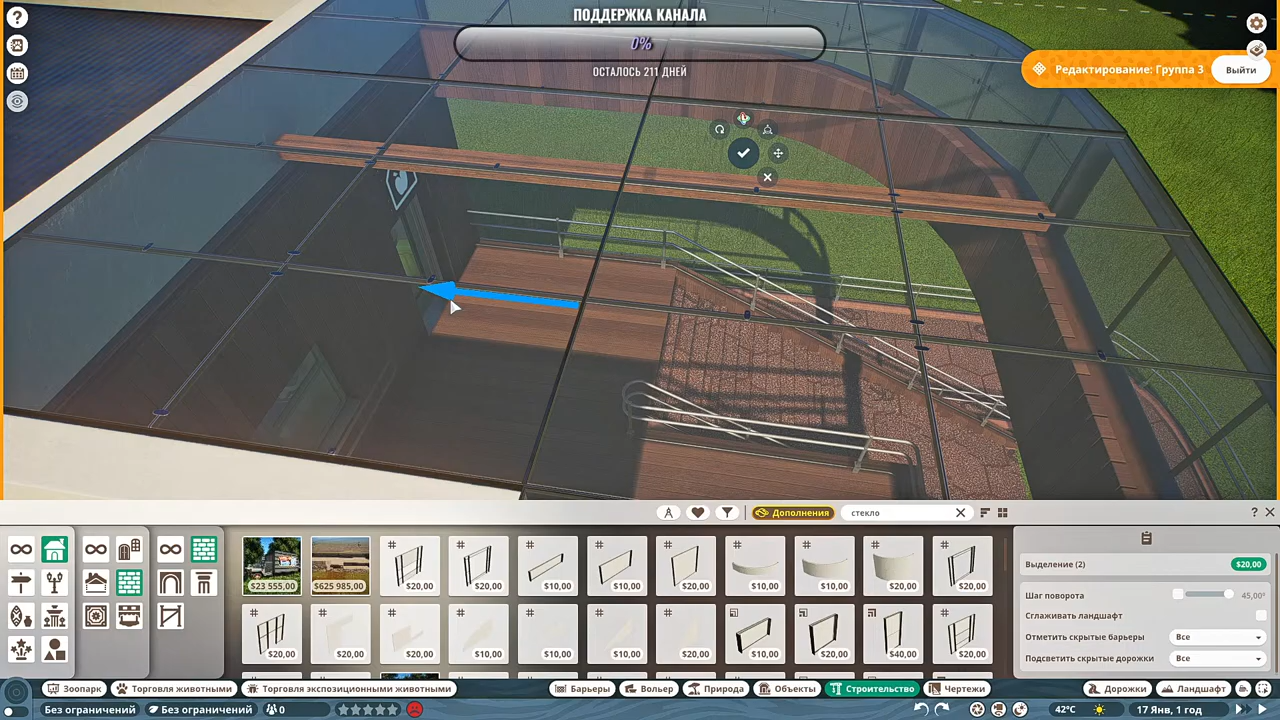 ПОДДЕРЖКА КАНАЛА
0%
ОСТАЛОСЬ 211 ДНЕЙ
Редактирование: Группа 3
Выйти
Дополнения
стекло
$23 555,00
$625 985,00
$20,00
$20,00
$10,00
$10,00
$20,00
$10,00
$10,00
$20,00
$20,00
$20,00
$20,00
$20,00
$10,00
$10,00
$10,00
$20,00
$10,00
$20,00
$40,00
$20,00
Выделение (2)
$20,00
Шаг поворота
45,00°
Сглаживать ландшафт
Отметить скрытые барьеры
Все
Подсветить скрытые дорожки
Все
Зоопарк
Торговля животными
Торговля экспозиционными животными
Барьеры
Вольер
Природа
Объекты
Строительство
Чертежи
Дорожки
Ландшафт
Без ограничений
Без ограничений
0
42°C
17 Янв, 1 год